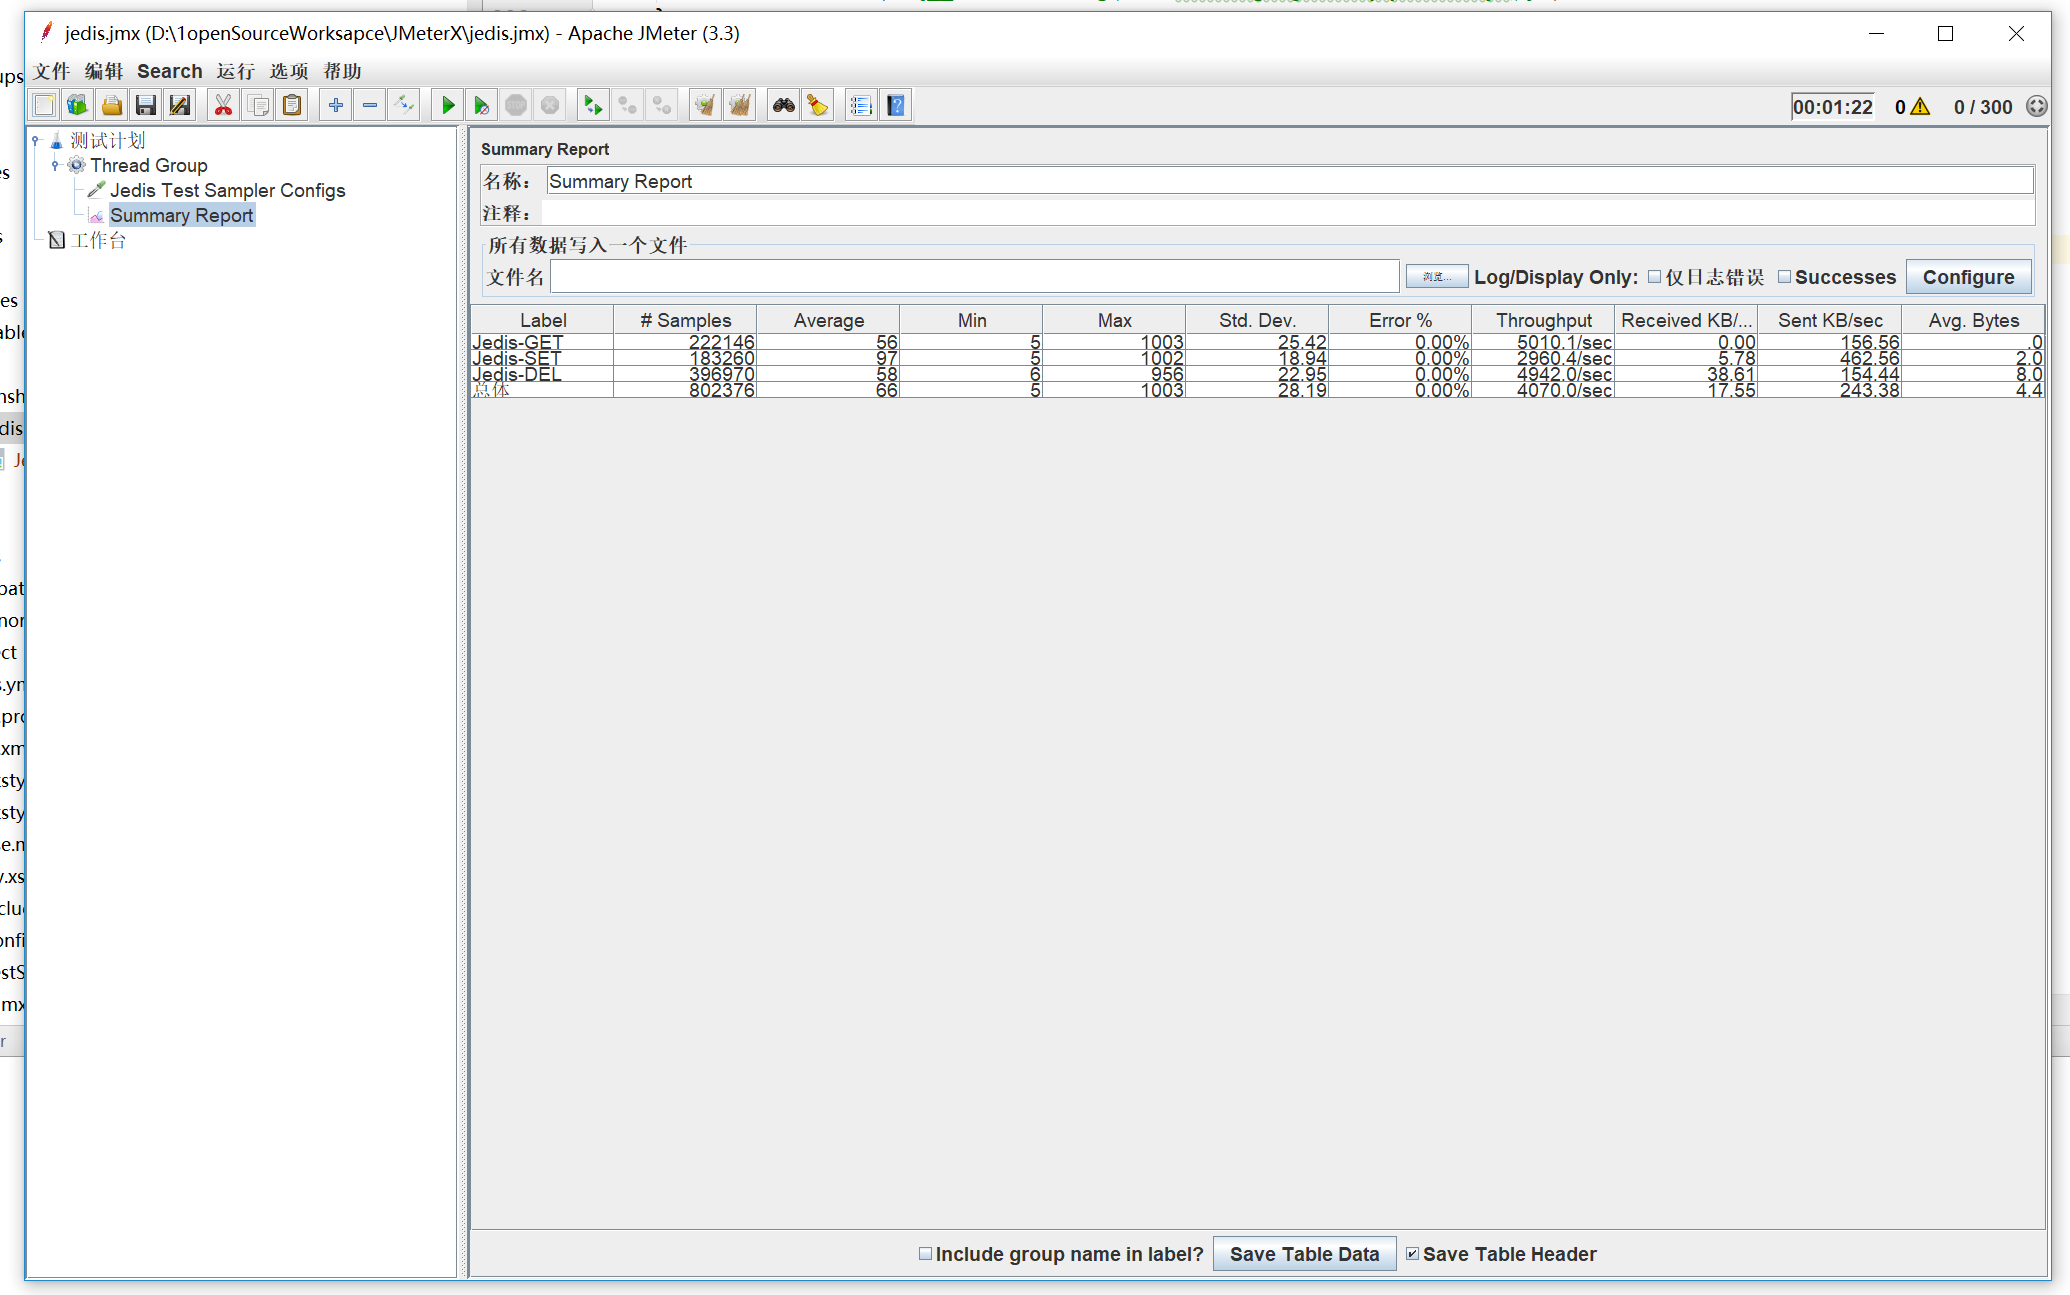 jedis.jmx (D:\1openSourceWorksapce\JMeterX\jedis.jmx) - Apache JMeter (3.3)
文件 编辑 Search 运行 选项 帮助
00:01:22 0 0 / 300
测试计划
Thread Group
Jedis Test Sampler Configs
Summary Report
工作台
Summary Report
名称： Summary Report
注释：
所有数据写入一个文件
文件名 浏览... Log/Display Only: 仅日志错误 Successes Configure
Label # Samples Average Min Max Std. Dev. Error % Throughput Received KB/... Sent KB/sec Avg. Bytes
Jedis-GET 222146 56 5 1003 25.42 0.00% 5010.1/sec 0.00 156.56 .0
Jedis-SET 183260 97 5 1002 18.94 0.00% 2960.4/sec 5.78 462.56 2.0
Jedis-DEL 396970 58 6 956 22.95 0.00% 4942.0/sec 38.61 154.44 8.0
总体 802376 66 5 1003 28.19 0.00% 4070.0/sec 17.55 243.38 4.4
Include group name in label? Save Table Data Save Table Header